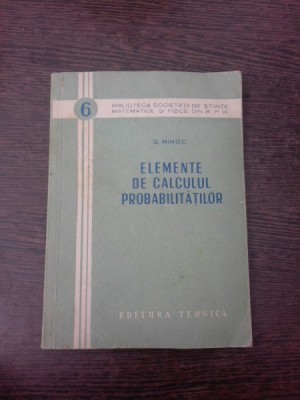 6
BIBLIOTECA SOCIETĂȚII DE ȘTIINȚE
MATEMATICE ȘI FIZICE DIN R P R
G. MIHOC
ELEMENTE
DE CALCULUL
PROBABILITĂȚILOR
EDITURA TEHNICA